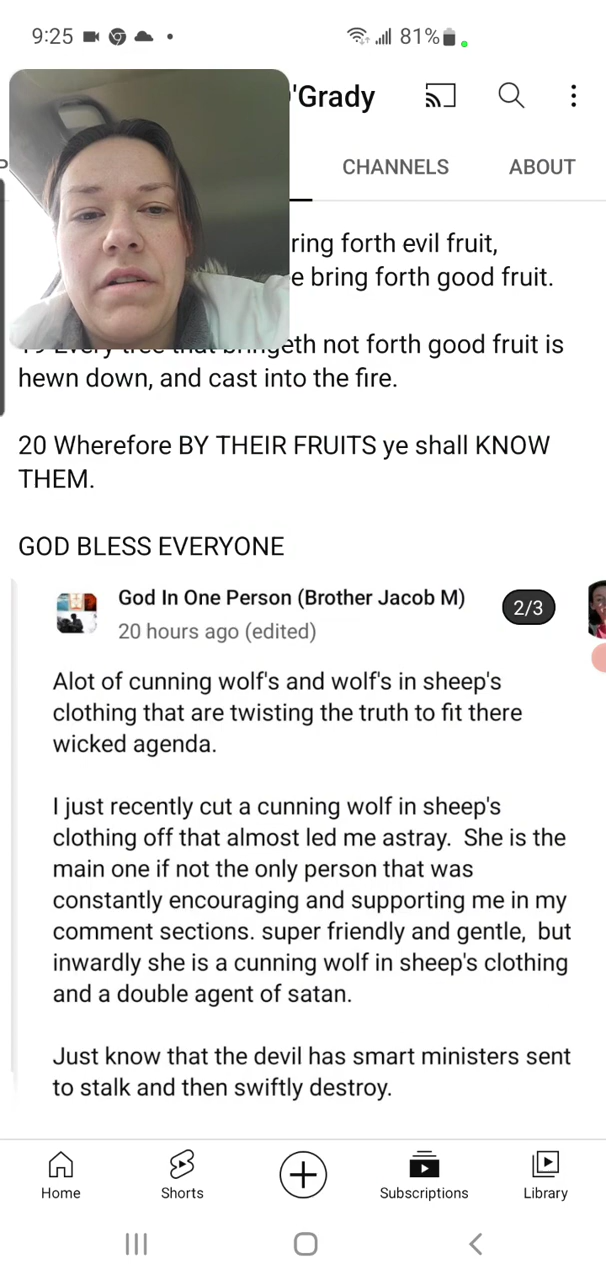 9:25 81%
'Grady
CHANNELS ABOUT
ring forth evil fruit,
e bring forth good fruit.
19 Every tree that bringeth not forth good fruit is
hewn down, and cast into the fire.
20 Wherefore BY THEIR FRUITS ye shall KNOW
THEM.
GOD BLESS EVERYONE
God In One Person (Brother Jacob M)
2/3
20 hours ago (edited)
Alot of cunning wolf's and wolf's in sheep's
clothing that are twisting the truth to fit there
wicked agenda.
I just recently cut a cunning wolf in sheep's
clothing off that almost led me astray. She is the
main one if not the only person that was
constantly encouraging and supporting me in my
comment sections. super friendly and gentle, but
inwardly she is a cunning wolf in sheep's clothing
and a double agent of satan.
Just know that the devil has smart ministers sent
to stalk and then swiftly destroy.
Home Shorts Subscriptions Library